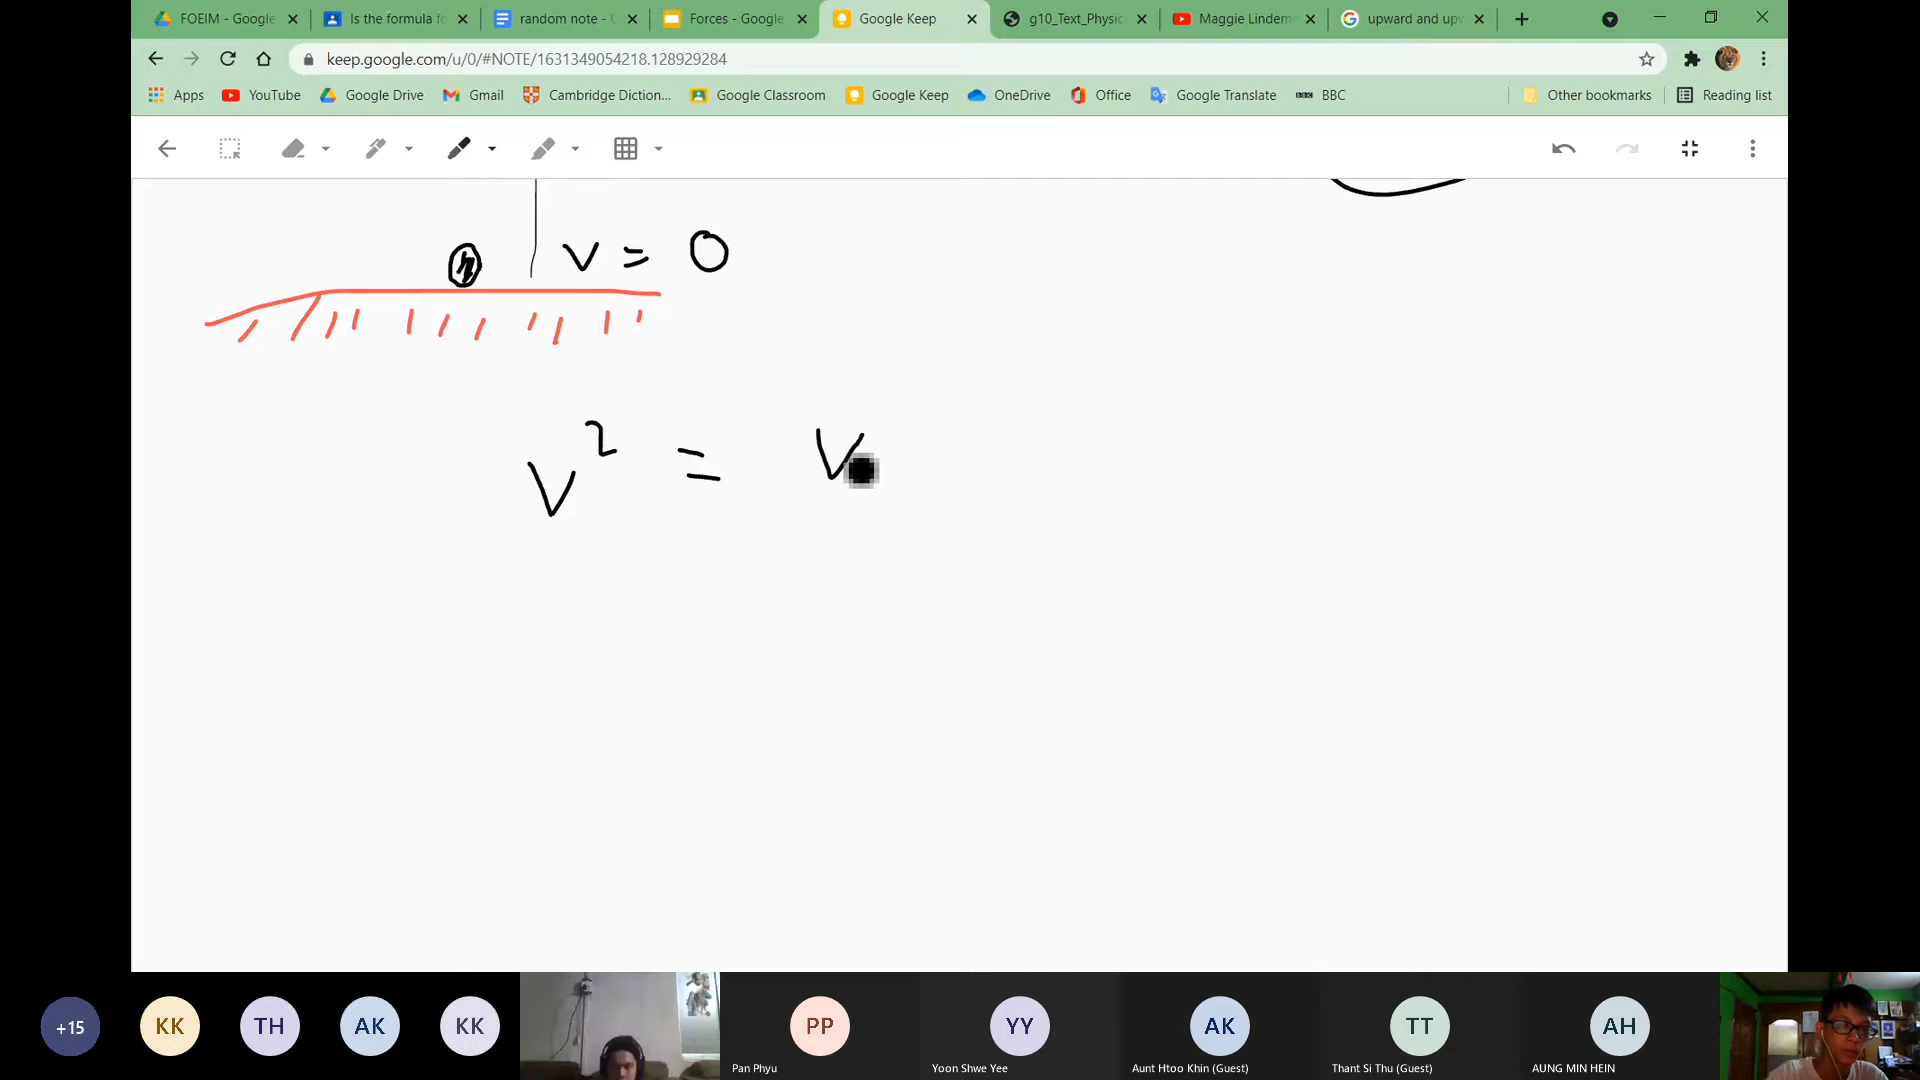 FOEIM - Google
Is the formula fo
random note - G
Forces - Google
Google Keep
g10_Text_Physic
Maggie Lindem
upward and upv
keep.google.com/u/0/#NOTE/1631349054218.128929284
Apps
YouTube
Google Drive
Gmail
Cambridge Diction...
Google Classroom
Google Keep
OneDrive
Office
Google Translate
BBC
Other bookmarks
Reading list
v = 0
v² = v
+15
KK
TH
AK
KK
PP
YY
AK
TT
AH
Pan Phyu
Yoon Shwe Yee
Aunt Htoo Khin (Guest)
Thant Si Thu (Guest)
AUNG MIN HEIN